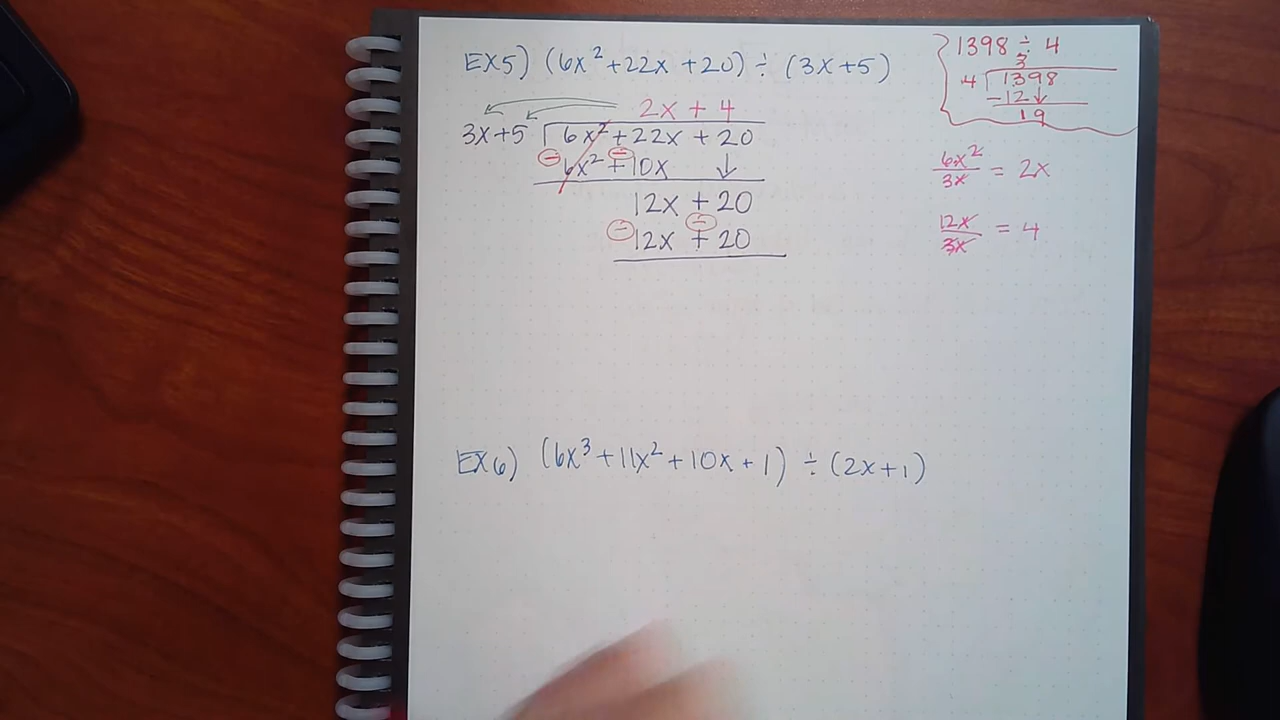 EX5) (6x² + 22x + 20) ÷ (3x + 5)
2x + 4
3x+5 6x² + 22x + 20
- 6x² + 10x ↓
12x + 20
- 12x + 20
1398 ÷ 4
3
4 1398
-12 ↓
19
6x²/3x = 2x
12x/3x = 4
EX6) (6x³ + 11x² + 10x + 1) ÷ (2x + 1)